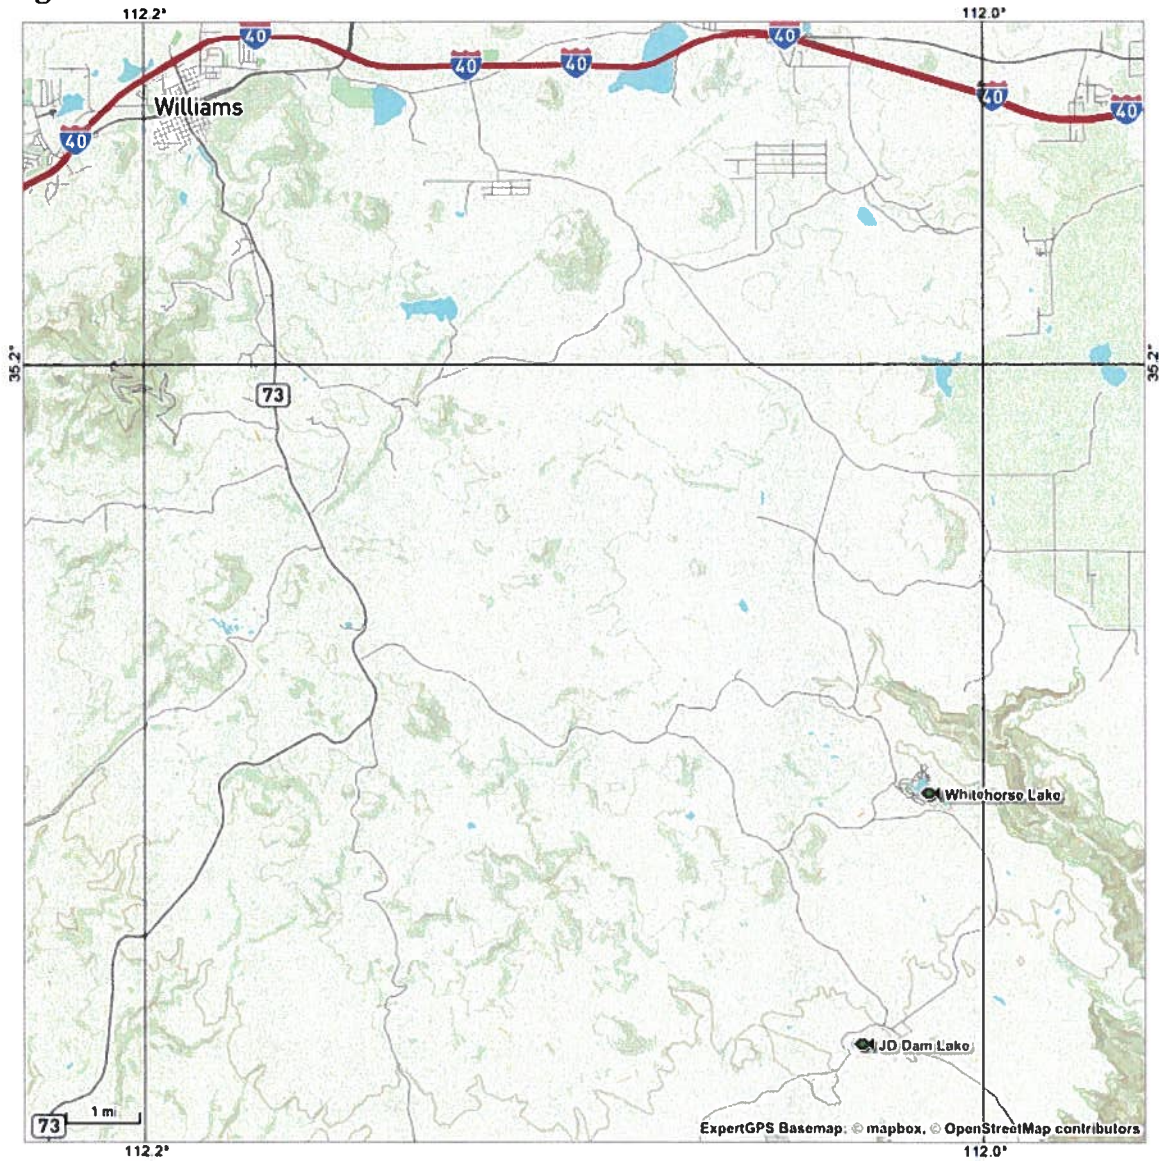 112.2° 112.0°
40 40 40 40
Williams
40 40 40
35.2° 35.2°
73
Whitehorse Lake
JD Dam Lake
1 mi
73
ExpertGPS Basemap; © mapbox, © OpenStreetMap contributors
112.2° 112.0°